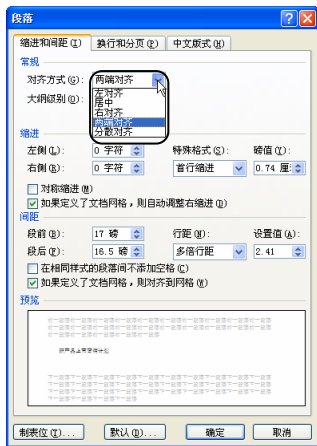 段落
缩进和间距(I) 换行和分页(P) 中文版式(H)
常规
对齐方式(G): 两端对齐
左对齐
大纲级别(O): 居中
右对齐
两端对齐
分散对齐
缩进
左侧(L): 0 字符 特殊格式(S): 磅值(Y):
右侧(R): 0 字符 首行缩进 0.74 厘
对称缩进(M)
如果定义了文档网格，则自动调整右缩进(D)
间距
段前(B): 17 磅 行距(N): 设置值(A):
段后(F): 16.5 磅 多倍行距 2.41
在相同样式的段落间不添加空格(C)
如果定义了文档网格，则对齐到网格(W)
预览
制表位(T)... 默认(D)... 确定 取消